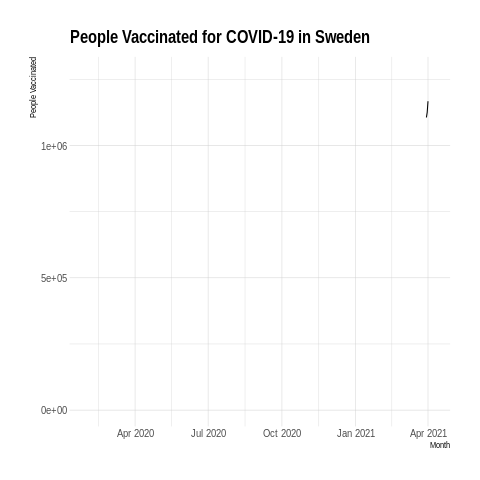 People Vaccinated for COVID-19 in Sweden
People Vaccinated
1e+06
5e+05
0e+00
Apr 2020 Jul 2020 Oct 2020 Jan 2021 Apr 2021
Month